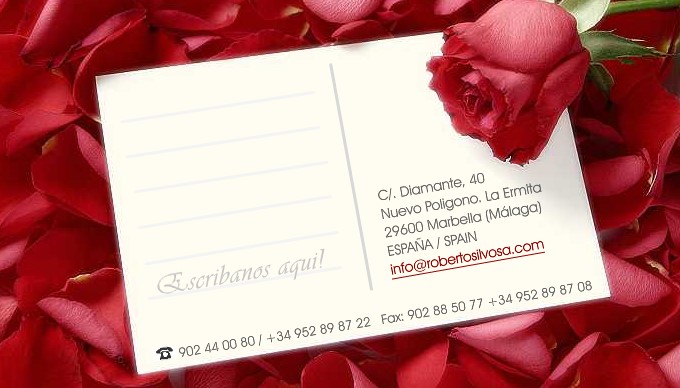 Escribanos aqui!
C/. Diamante, 40
Nuevo Poligono. La Ermita
29600 Marbella (Málaga)
ESPAÑA / SPAIN
info@robertosilvosa.com
☎ 902 44 00 80 / +34 952 89 87 22 Fax: 902 88 50 77 +34 952 89 87 08